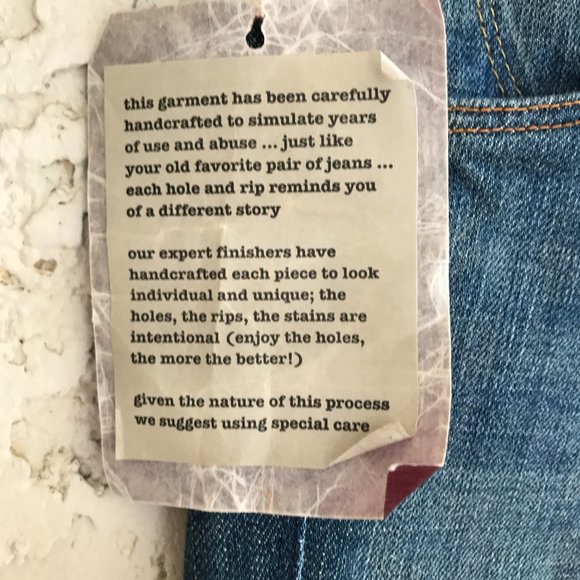 this garment has been carefully
handcrafted to simulate years
of use and abuse ... just like
your old favorite pair of jeans ...
each hole and rip reminds you
of a different story
our expert finishers have
handcrafted each piece to look
individual and unique; the
holes, the rips, the stains are
intentional (enjoy the holes,
the more the better!)
given the nature of this process
we suggest using special care